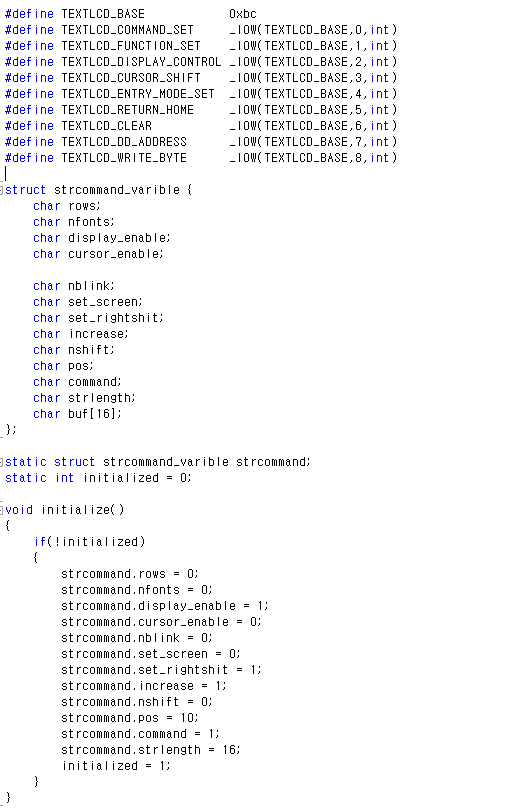 #define TEXTLCD_BASE 0xbc
#define TEXTLCD_COMMAND_SET _IOW(TEXTLCD_BASE,0,int)
#define TEXTLCD_FUNCTION_SET _IOW(TEXTLCD_BASE,1,int)
#define TEXTLCD_DISPLAY_CONTROL _IOW(TEXTLCD_BASE,2,int)
#define TEXTLCD_CURSOR_SHIFT _IOW(TEXTLCD_BASE,3,int)
#define TEXTLCD_ENTRY_MODE_SET _IOW(TEXTLCD_BASE,4,int)
#define TEXTLCD_RETURN_HOME _IOW(TEXTLCD_BASE,5,int)
#define TEXTLCD_CLEAR _IOW(TEXTLCD_BASE,6,int)
#define TEXTLCD_DD_ADDRESS _IOW(TEXTLCD_BASE,7,int)
#define TEXTLCD_WRITE_BYTE _IOW(TEXTLCD_BASE,8,int)
struct strcommand_varible {
char rows;
char nfonts;
char display_enable;
char cursor_enable;
char nblink;
char set_screen;
char set_rightshit;
char increase;
char nshift;
char pos;
char command;
char strlength;
char buf[16];
};
static struct strcommand_varible strcommand;
static int initialized = 0;
void initialize()
{
if(!initialized)
{
strcommand.rows = 0;
strcommand.nfonts = 0;
strcommand.display_enable = 1;
strcommand.cursor_enable = 0;
strcommand.nblink = 0;
strcommand.set_screen = 0;
strcommand.set_rightshit = 1;
strcommand.increase = 1;
strcommand.nshift = 0;
strcommand.pos = 10;
strcommand.command = 1;
strcommand.strlength = 16;
initialized = 1;
}
}